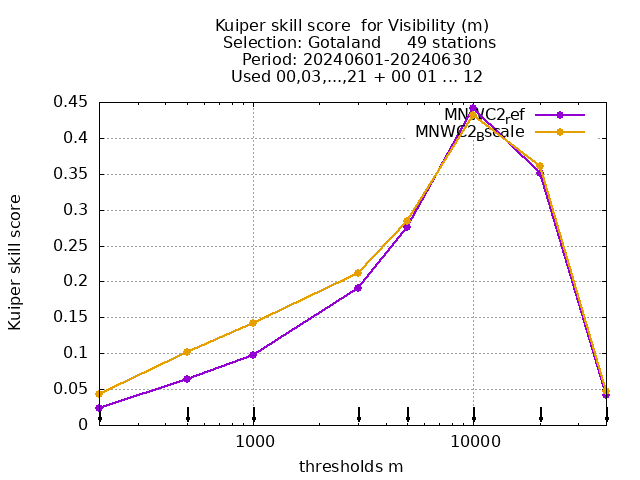 Kuiper skill score for Visibility (m)
Selection: Gotaland 49 stations
Period: 20240601-20240630
Used 00,03,...,21 + 00 01 ... 12
MNWC2_ref
MNWC2_Bscale
0.45
0.4
0.35
0.3
0.25
0.2
0.15
0.1
0.05
0
Kuiper skill score
1000
10000
thresholds m